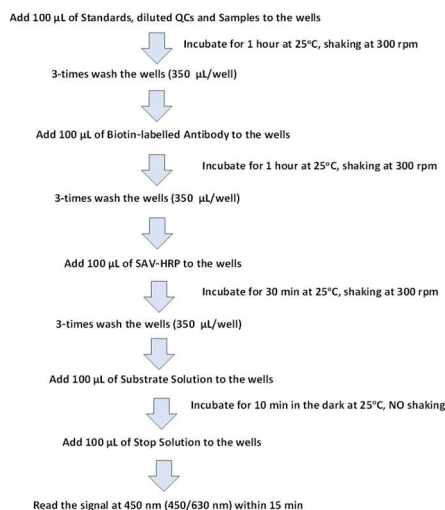 Add 100 µL of Standards, diluted QCs and Samples to the wells
Incubate for 1 hour at 25°C, shaking at 300 rpm
3-times wash the wells (350 µL/well)
Add 100 µL of Biotin-labelled Antibody to the wells
Incubate for 1 hour at 25°C, shaking at 300 rpm
3-times wash the wells (350 µL/well)
Add 100 µL of SAV-HRP to the wells
Incubate for 30 min at 25°C, shaking at 300 rpm
3-times wash the wells (350 µL/well)
Add 100 µL of Substrate Solution to the wells
Incubate for 10 min in the dark at 25°C, NO shaking
Add 100 µL of Stop Solution to the wells
Read the signal at 450 nm (450/630 nm) within 15 min